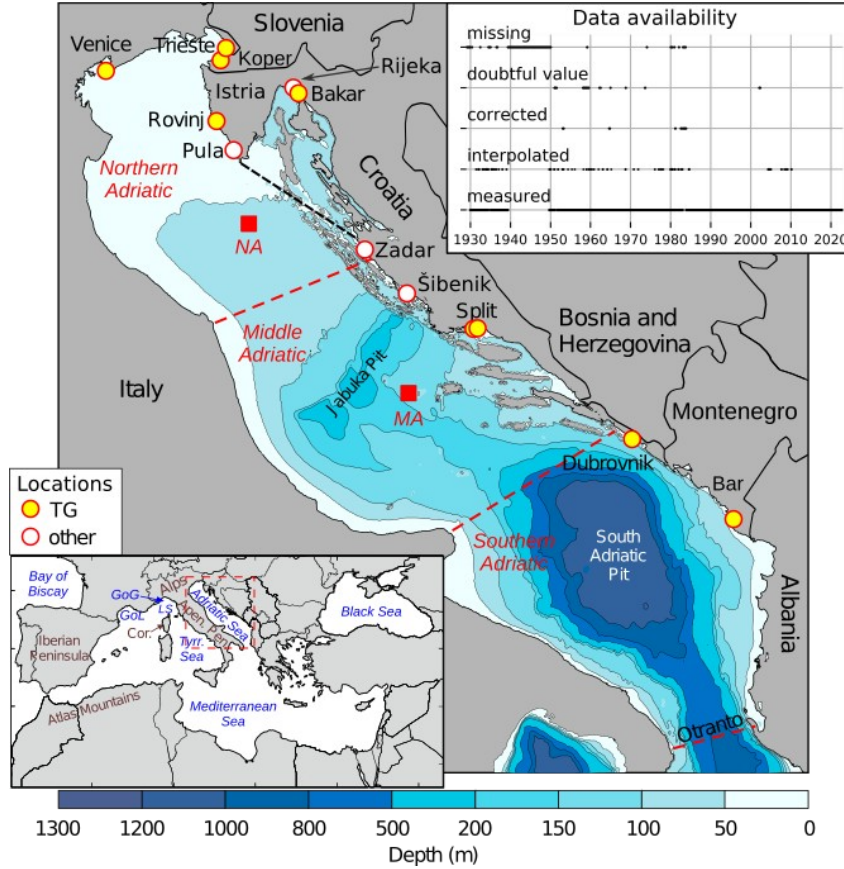 Slovenia
Venice
Trieste
Koper
Rijeka
Istria
Bakar
Rovinj
Pula
Northern
Adriatic
Croatia
NA
Zadar
Šibenik
Split
Middle
Adriatic
Bosnia and
Herzegovina
Italy
Jabuka Pit
MA
Montenegro
Dubrovnik
Bar
Southern
Adriatic
South
Adriatic
Pit
Albania
Otranto
Data availability
missing
doubtful value
corrected
interpolated
measured
1930 1940 1950 1960 1970 1980 1990 2000 2010 2020
Locations
TG
other
Bay of
Biscay
GoG
GoL
LS
Alps
Apen. Pen.
Adriatic Sea
Black Sea
Cor.
Tyrr.
Sea
Iberian
Peninsula
Atlas Mountains
Mediterranean
Sea
1300 1200 1000 800 500 200 150 100 50 0
Depth (m)